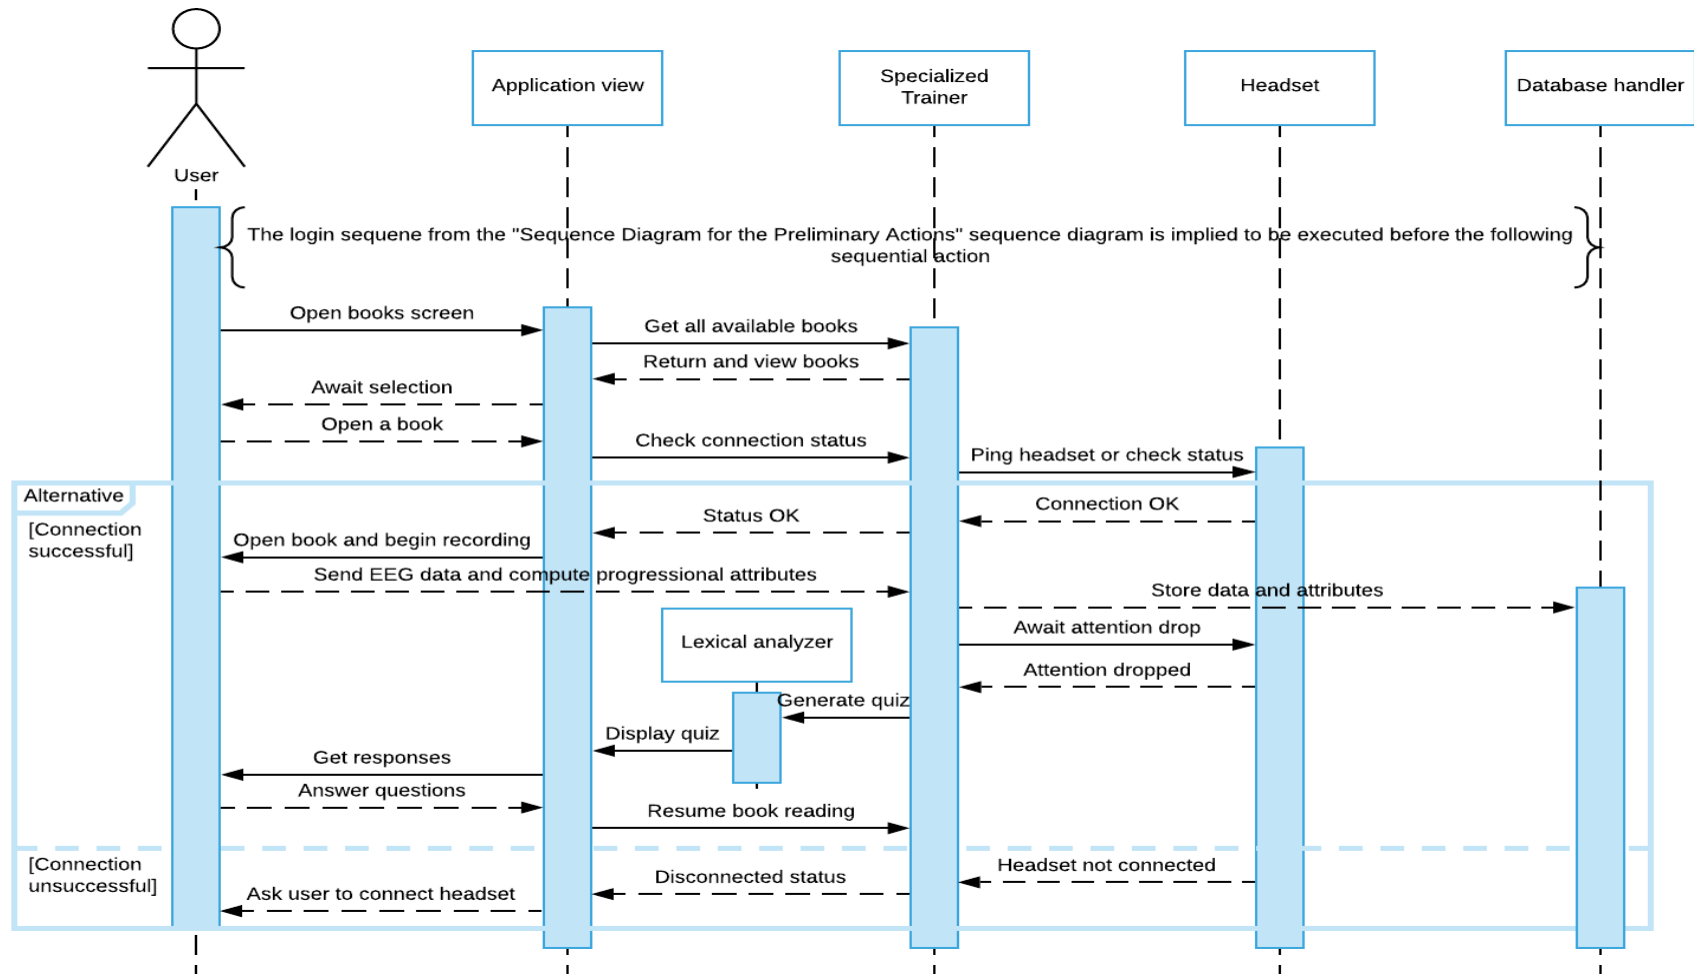 Application view
Specialized
Trainer
Headset
Database handler
User
The login sequene from the "Sequence Diagram for the Preliminary Actions" sequence diagram is implied to be executed before the following
sequential action
Open books screen
Get all available books
Return and view books
Await selection
Open a book
Check connection status
Ping headset or check status
Alternative
[Connection
successful]
Connection OK
Status OK
Open book and begin recording
Send EEG data and compute progressional attributes
Store data and attributes
Await attention drop
Lexical analyzer
Attention dropped
Generate quiz
Display quiz
Get responses
Answer questions
Resume book reading
[Connection
unsuccessful]
Headset not connected
Disconnected status
Ask user to connect headset